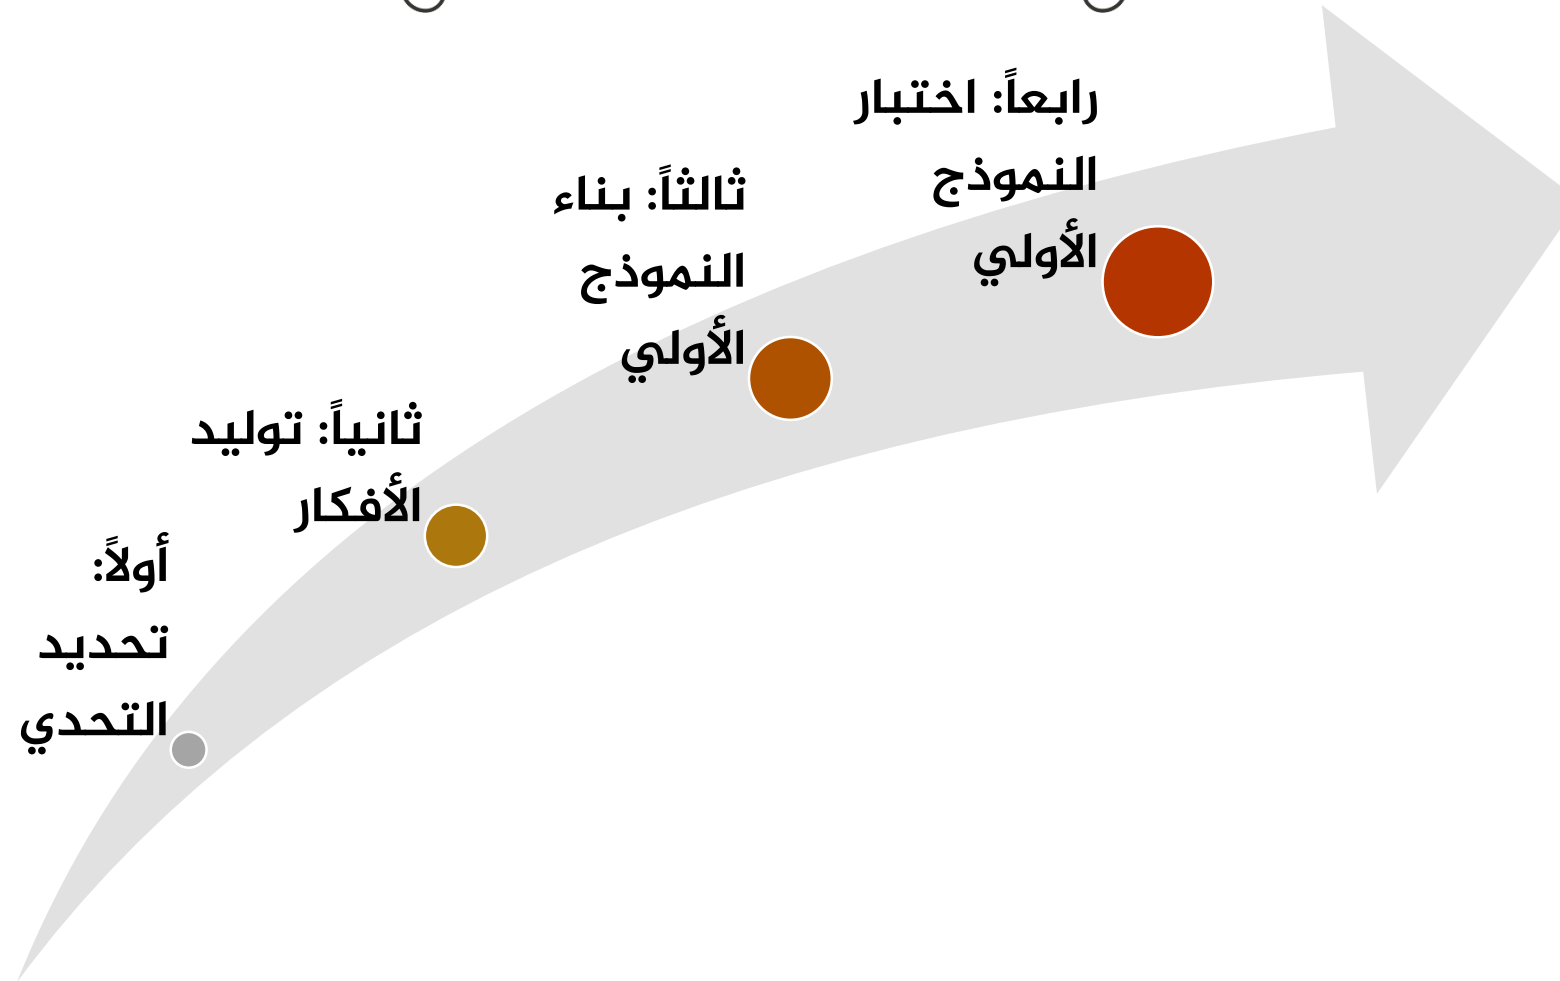 أولاً:
تحديد
التحدي
ثانياً: توليد
الأفكار
ثالثاً: بناء
النموذج
الأولي
رابعاً: اختبار
النموذج
الأولي